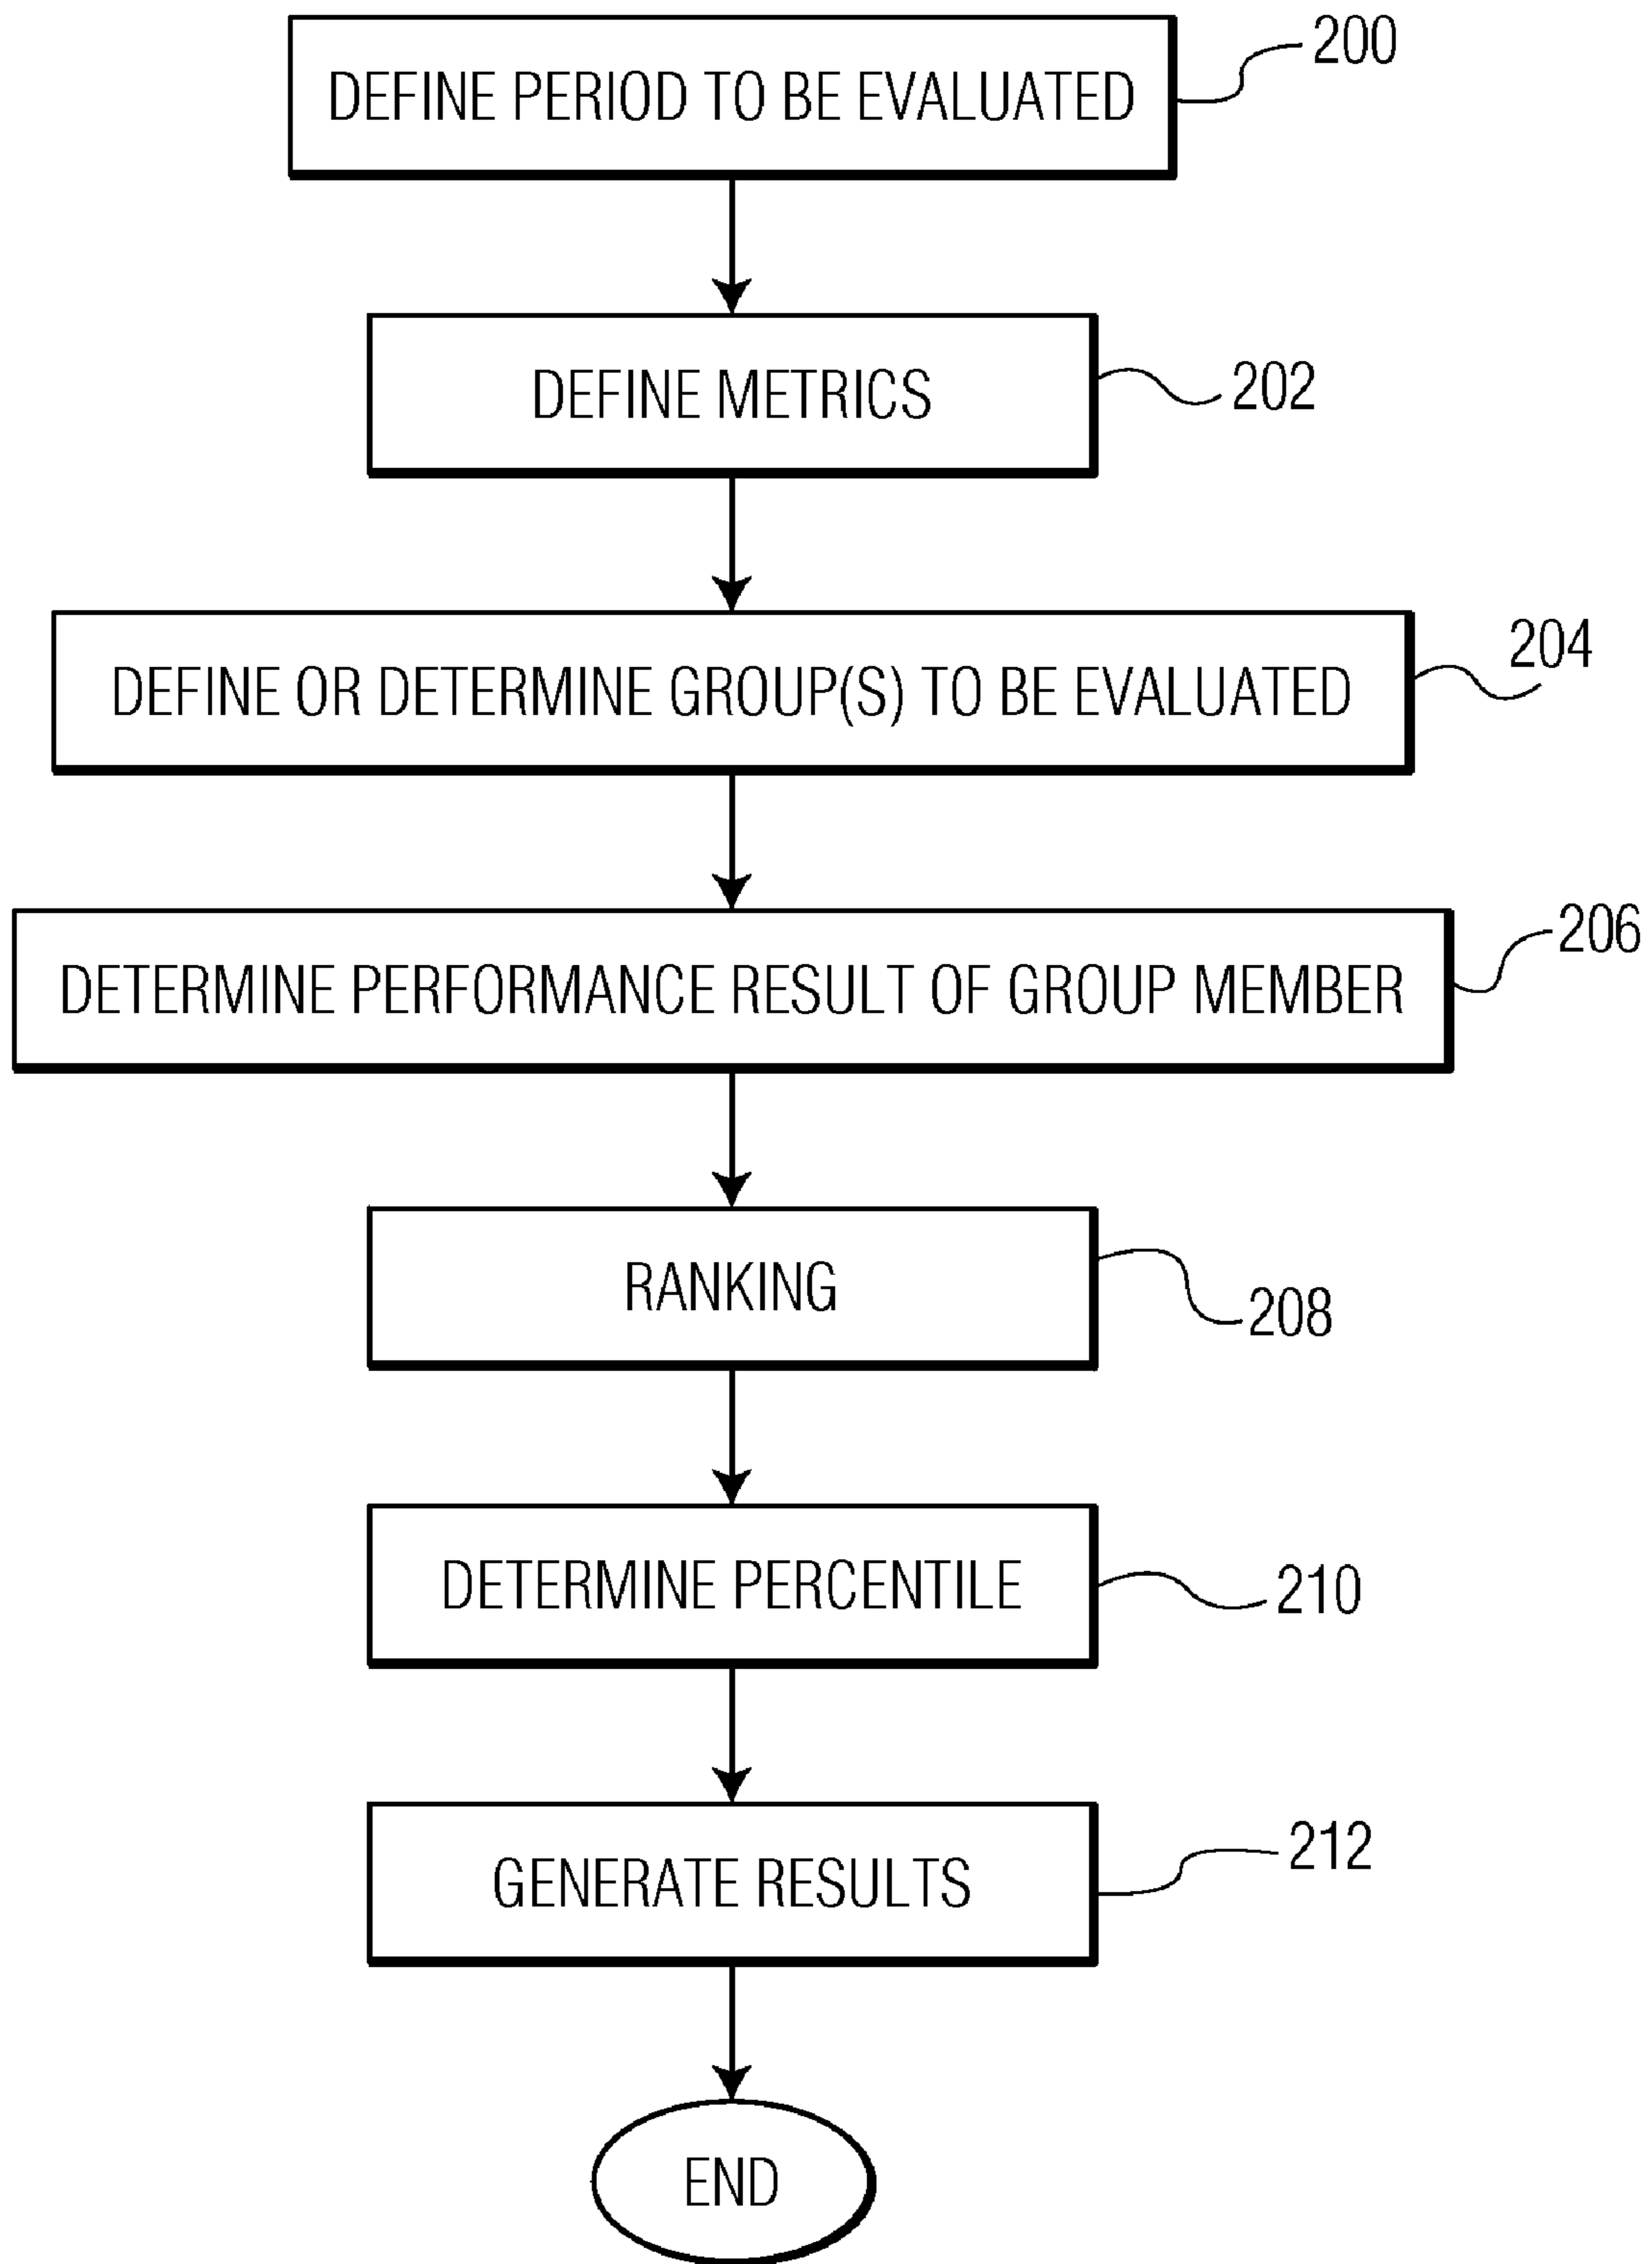 DEFINE PERIOD TO BE EVALUATED
200
DEFINE METRICS
202
DEFINE OR DETERMINE GROUP(S) TO BE EVALUATED
204
DETERMINE PERFORMANCE RESULT OF GROUP MEMBER
206
RANKING
208
DETERMINE PERCENTILE
210
GENERATE RESULTS
212
END